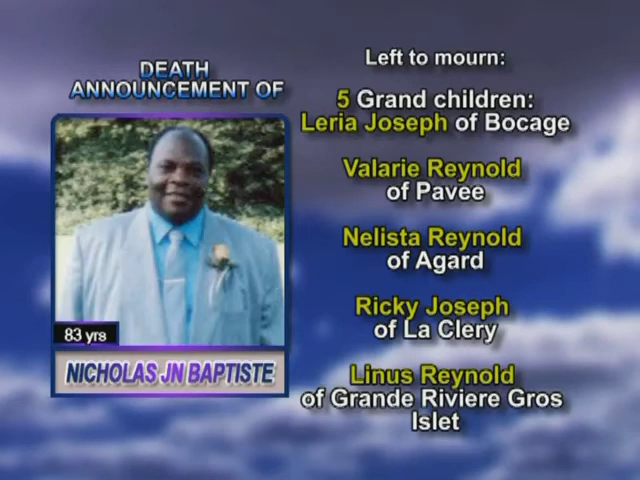 DEATH
ANNOUNCEMENT OF
83 yrs
NICHOLAS JN BAPTISTE
Left to mourn:
5 Grand children:
Leria Joseph of Bocage
Valarie Reynold
of Pavee
Nelista Reynold
of Agard
Ricky Joseph
of La Clery
Linus Reynold
of Grande Riviere Gros
Islet